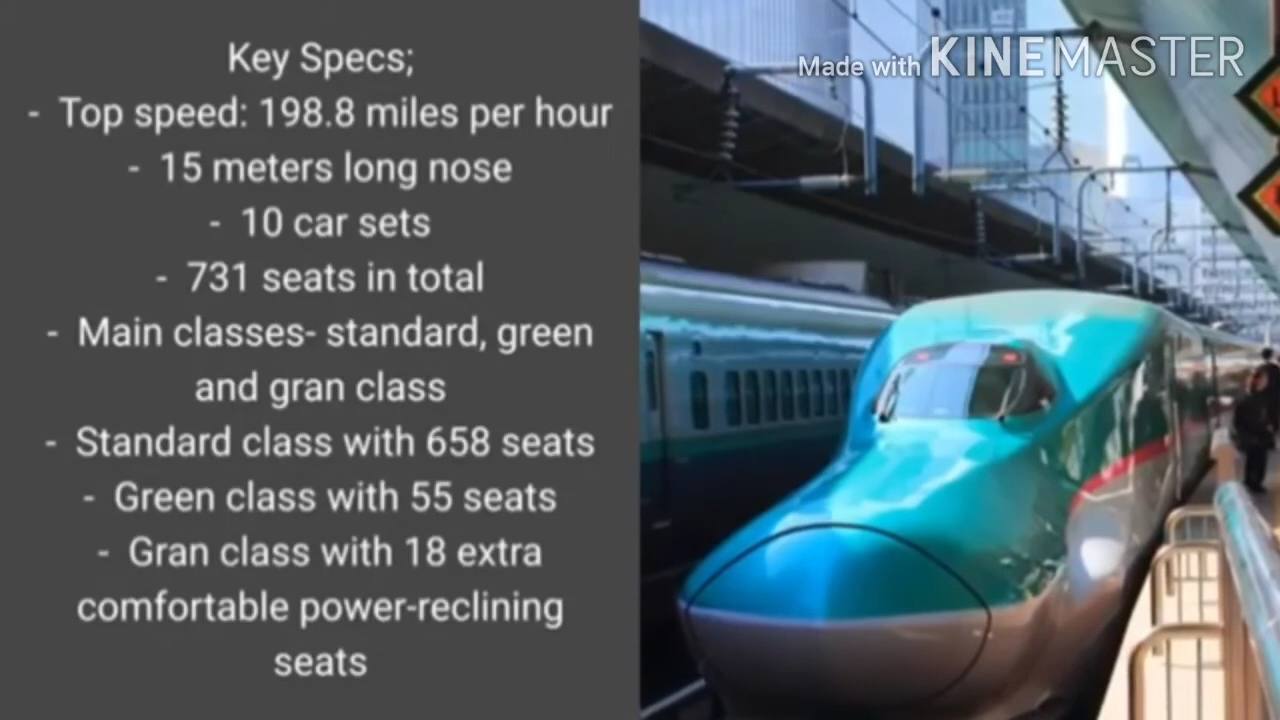 Key Specs;
- Top speed: 198.8 miles per hour
- 15 meters long nose
- 10 car sets
- 731 seats in total
- Main classes- standard, green
and gran class
- Standard class with 658 seats
- Green class with 55 seats
- Gran class with 18 extra
comfortable power-reclining
seats
Made with KINEMASTER